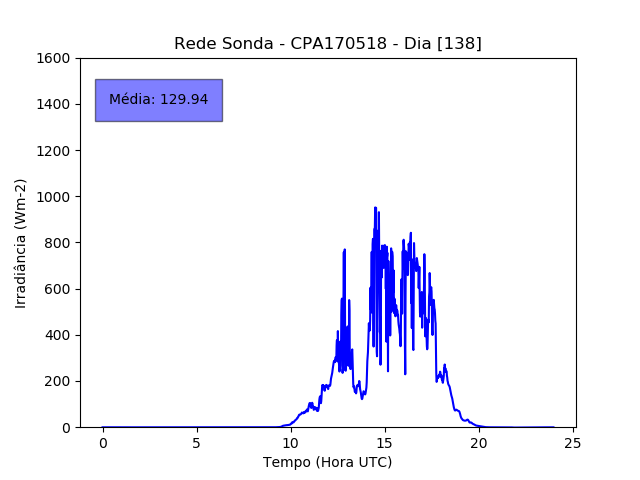 Rede Sonda - CPA170518 - Dia [138]
1600
1400
1200
1000
800
600
400
200
0
Média: 129.94
Irradiância (Wm-2)
0 5 10 15 20 25
Tempo (Hora UTC)